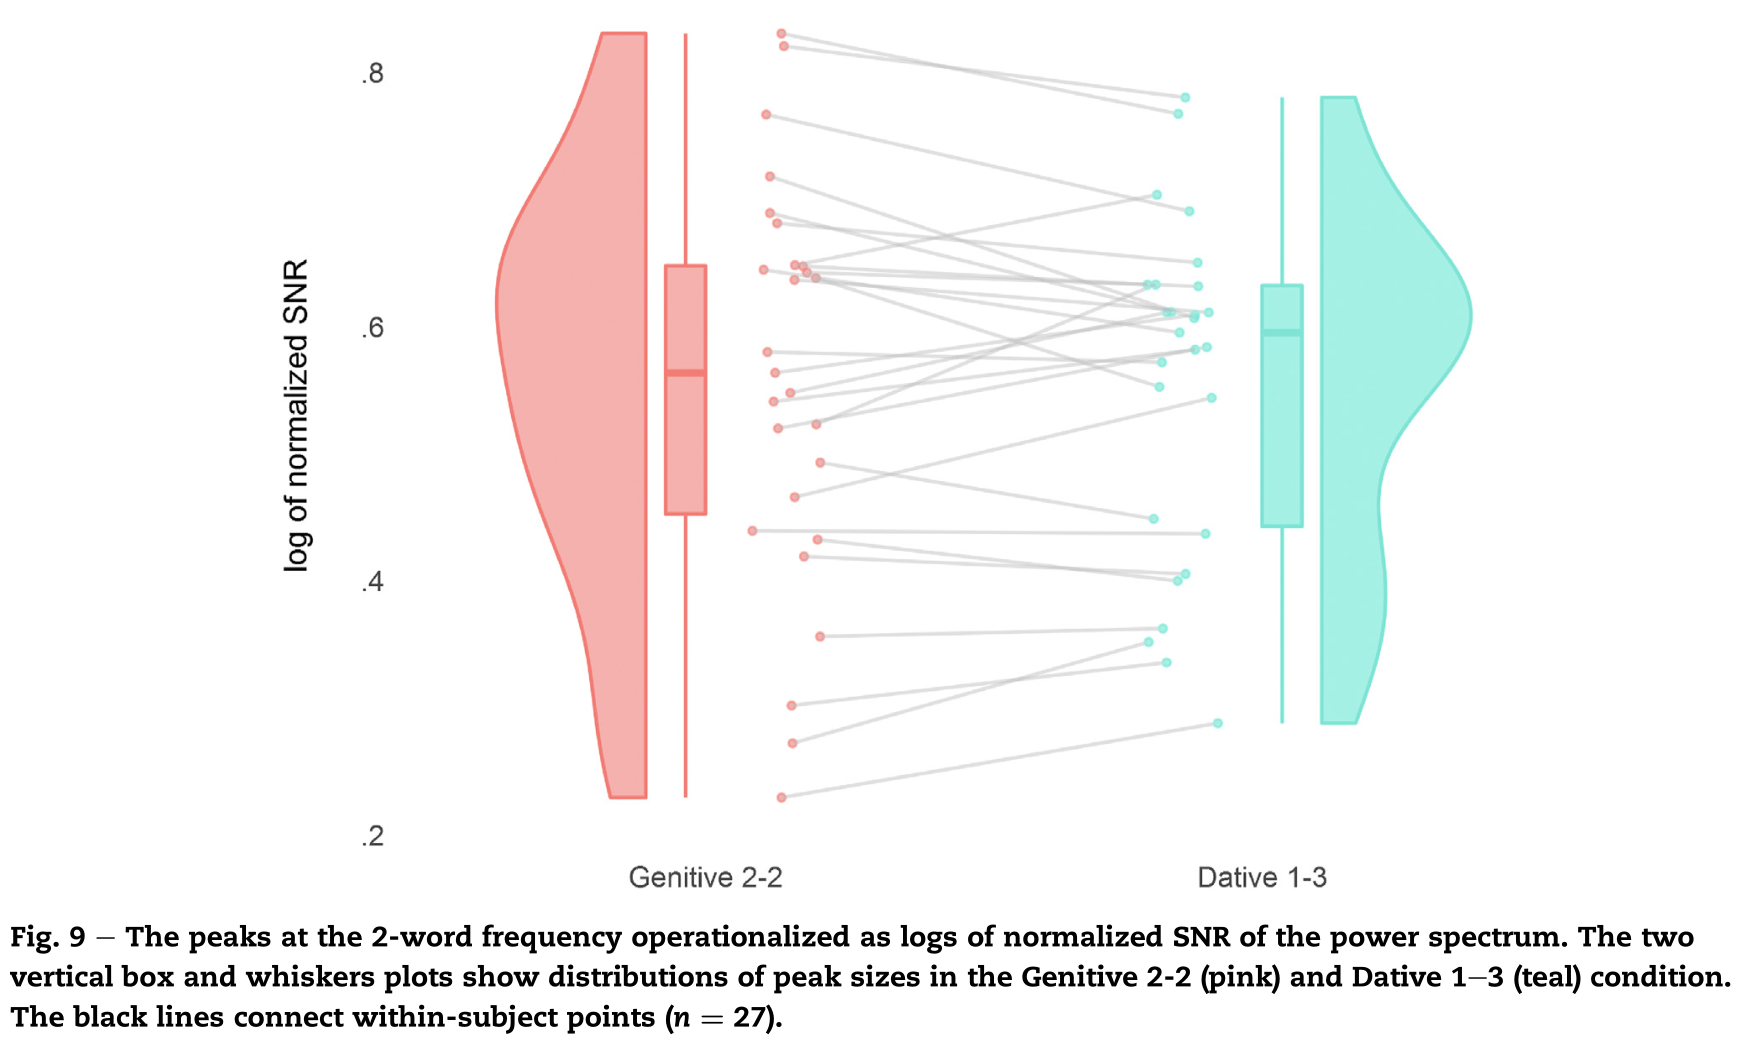 .8
.6
.4
.2
log of normalized SNR
Genitive 2-2
Dative 1-3
Fig. 9 – The peaks at the 2-word frequency operationalized as logs of normalized SNR of the power spectrum. The two
vertical box and whiskers plots show distributions of peak sizes in the Genitive 2-2 (pink) and Dative 1–3 (teal) condition.
The black lines connect within-subject points (n = 27).